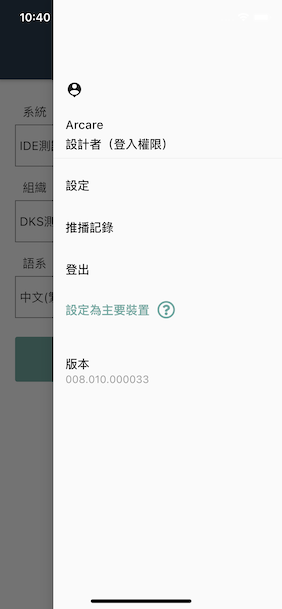 10:40
Arcare
設計者（登入權限）
設定
推播記錄
登出
設定為主要裝置 ?
版本
008.010.000033
系統
IDE測
組織
DKS測
語系
中文(